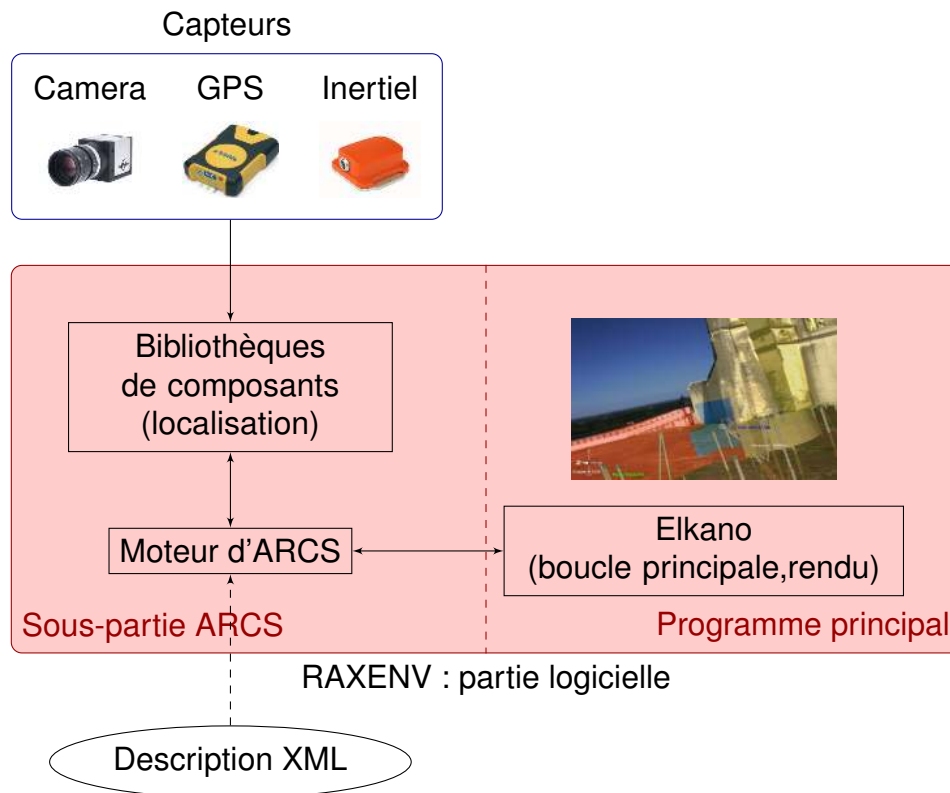 Capteurs
Camera GPS Inertiel
Bibliothèques
de composants
(localisation)
Moteur d'ARCS
Elkano
(boucle principale,rendu)
Sous-partie ARCS
Programme principal
RAXENV : partie logicielle
Description XML